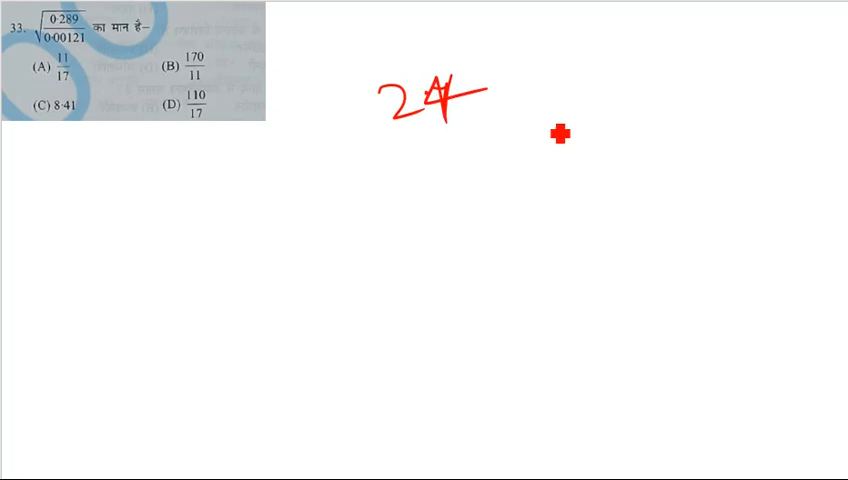 33. √(0·289/0·00121) का मान है–
(A) 11/17 (B) 170/11
(C) 8·41 (D) 110/17
24